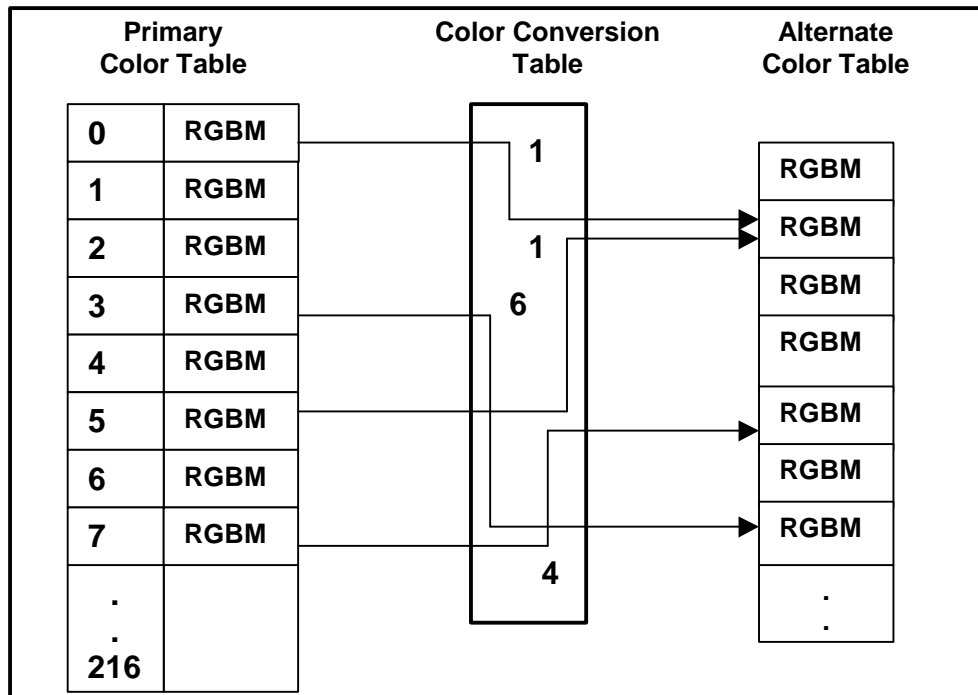 Primary
Color Table
Color Conversion
Table
Alternate
Color Table
0 RGBM
1 RGBM
2 RGBM
3 RGBM
4 RGBM
5 RGBM
6 RGBM
7 RGBM
.
.
216
1
1
6
4
RGBM
RGBM
RGBM
RGBM
RGBM
RGBM
RGBM
.
.